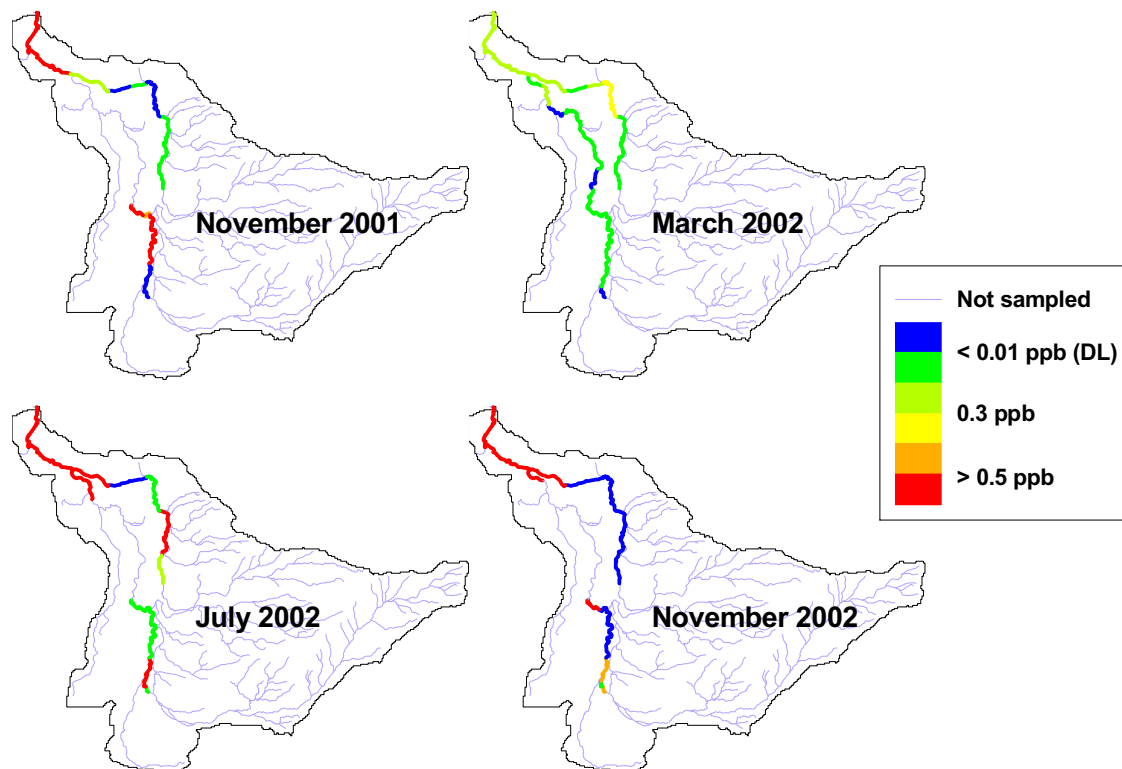 November 2001
March 2002
Not sampled
< 0.01 ppb (DL)
0.3 ppb
> 0.5 ppb
July 2002
November 2002